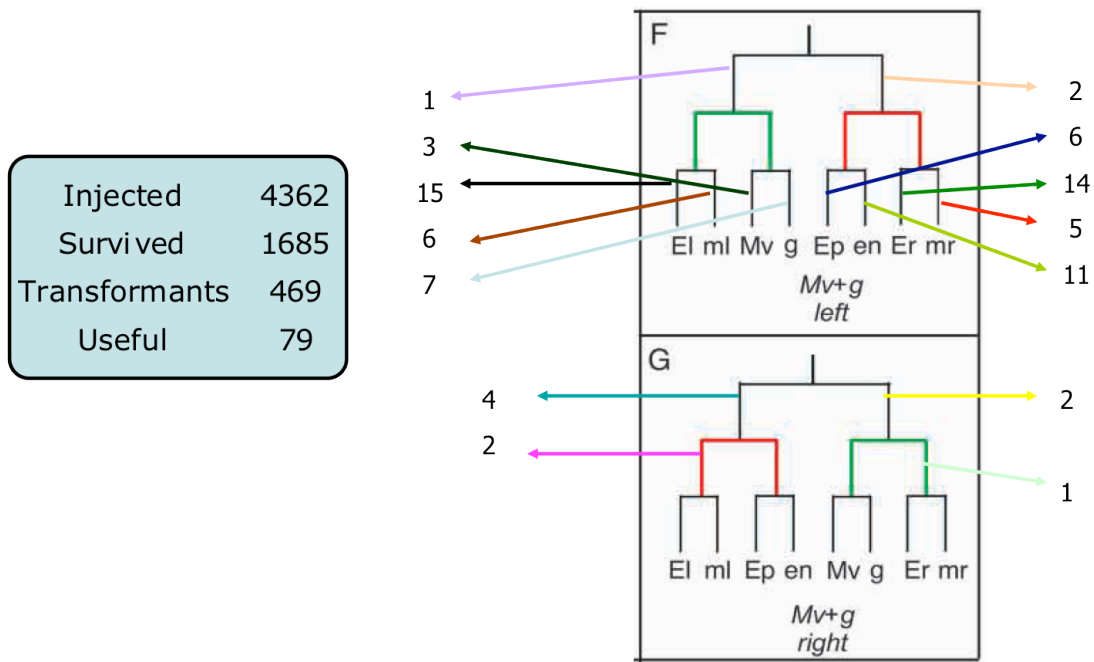 Injected 4362
Survived 1685
Transformants 469
Useful 79
F
1
2
3
6
15
14
6
5
7
11
El ml Mv g Ep en Er mr
Mv+g
left
G
4
2
2
1
El ml Ep en Mv g Er mr
Mv+g
right